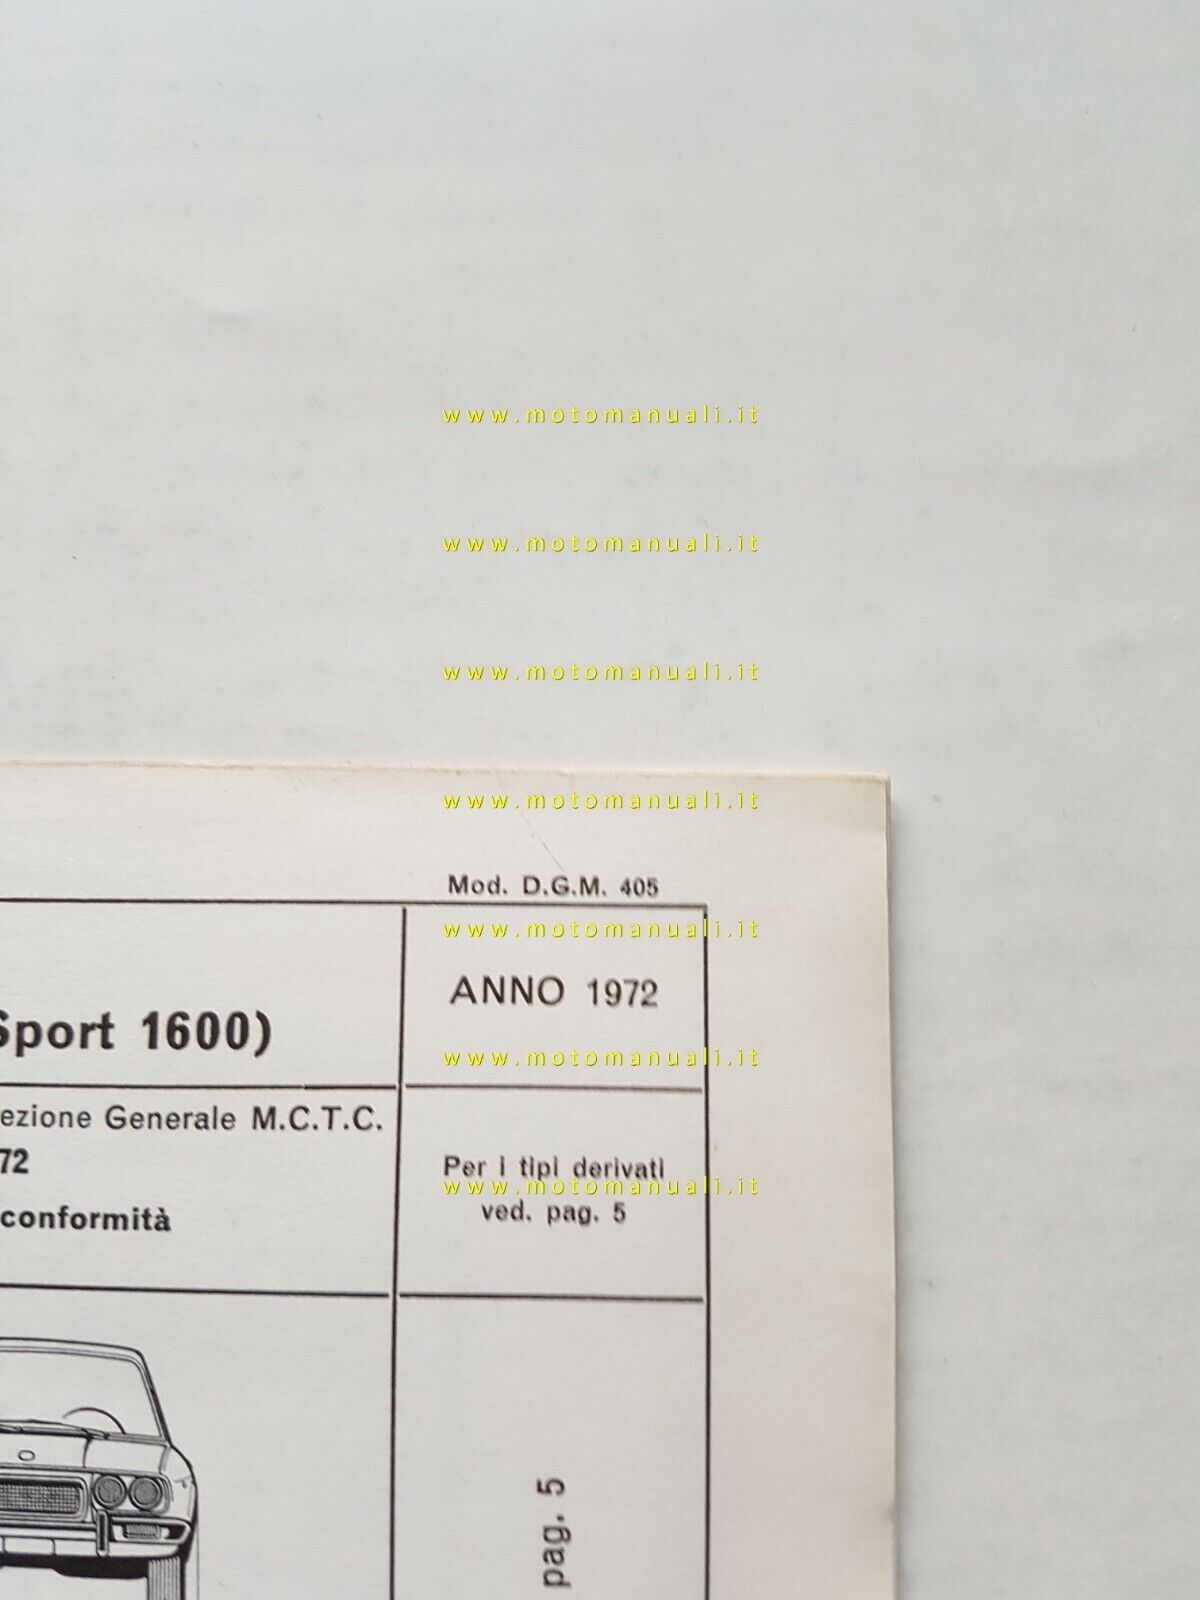 www.motomanuali.it
www.motomanuali.it
www.motomanuali.it
www.motomanuali.it
Mod. D.G.M. 405
www.motomanuali.it
ANNO 1972
Sport 1600)
www.motomanuali.it
ezione Generale M.C.T.C.
72
conformità
Per i tipi derivati
www.motomanuali.it
ved. pag. 5
pag. 5